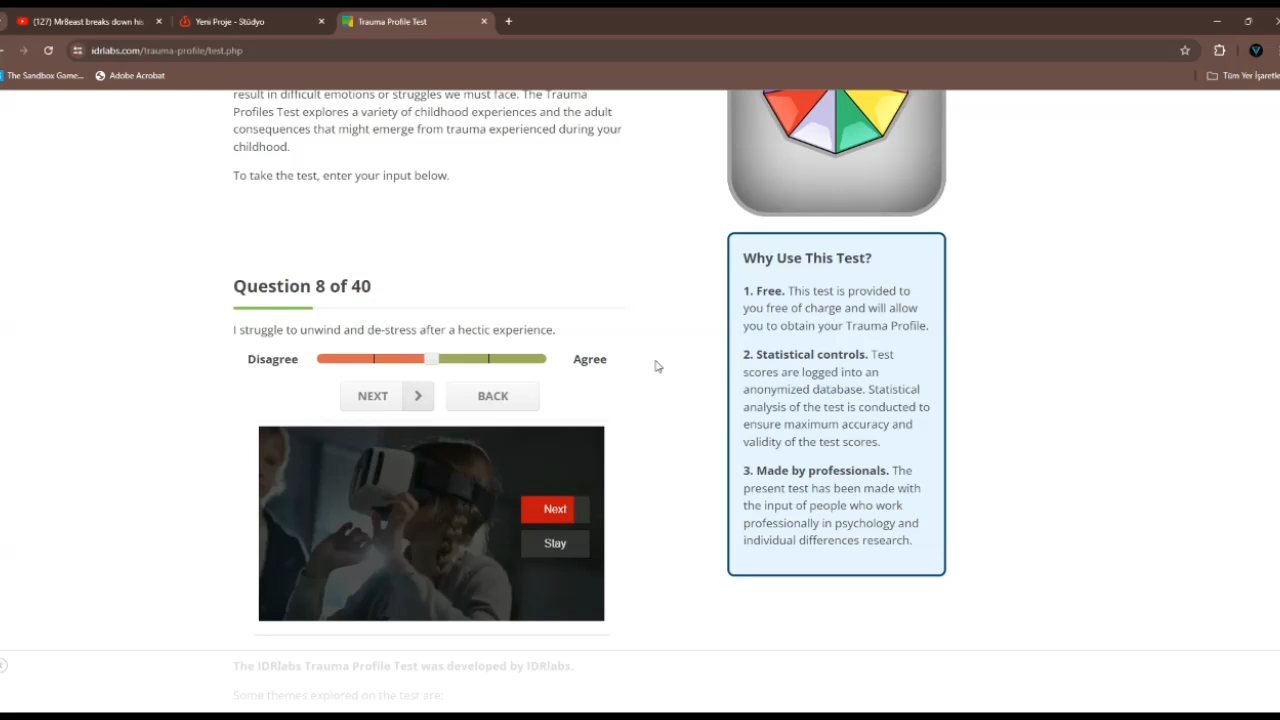 (127) MrBeast breaks down his
Yeni Proje - Stüdyo
Trauma Profile Test
idrlabs.com/trauma-profile/test.php
The Sandbox Game...
Adobe Acrobat
Tüm Yer İşaretle
result in difficult emotions or struggles we must face. The Trauma
Profiles Test explores a variety of childhood experiences and the adult
consequences that might emerge from trauma experienced during your
childhood.
To take the test, enter your input below.
Question 8 of 40
I struggle to unwind and de-stress after a hectic experience.
Disagree
Agree
NEXT
BACK
Next
Stay
Why Use This Test?
1. Free. This test is provided to
you free of charge and will allow
you to obtain your Trauma Profile.
2. Statistical controls. Test
scores are logged into an
anonymized database. Statistical
analysis of the test is conducted to
ensure maximum accuracy and
validity of the test scores.
3. Made by professionals. The
present test has been made with
the input of people who work
professionally in psychology and
individual differences research.
The IDRlabs Trauma Profile Test was developed by IDRlabs.
Some themes explored on the test are: